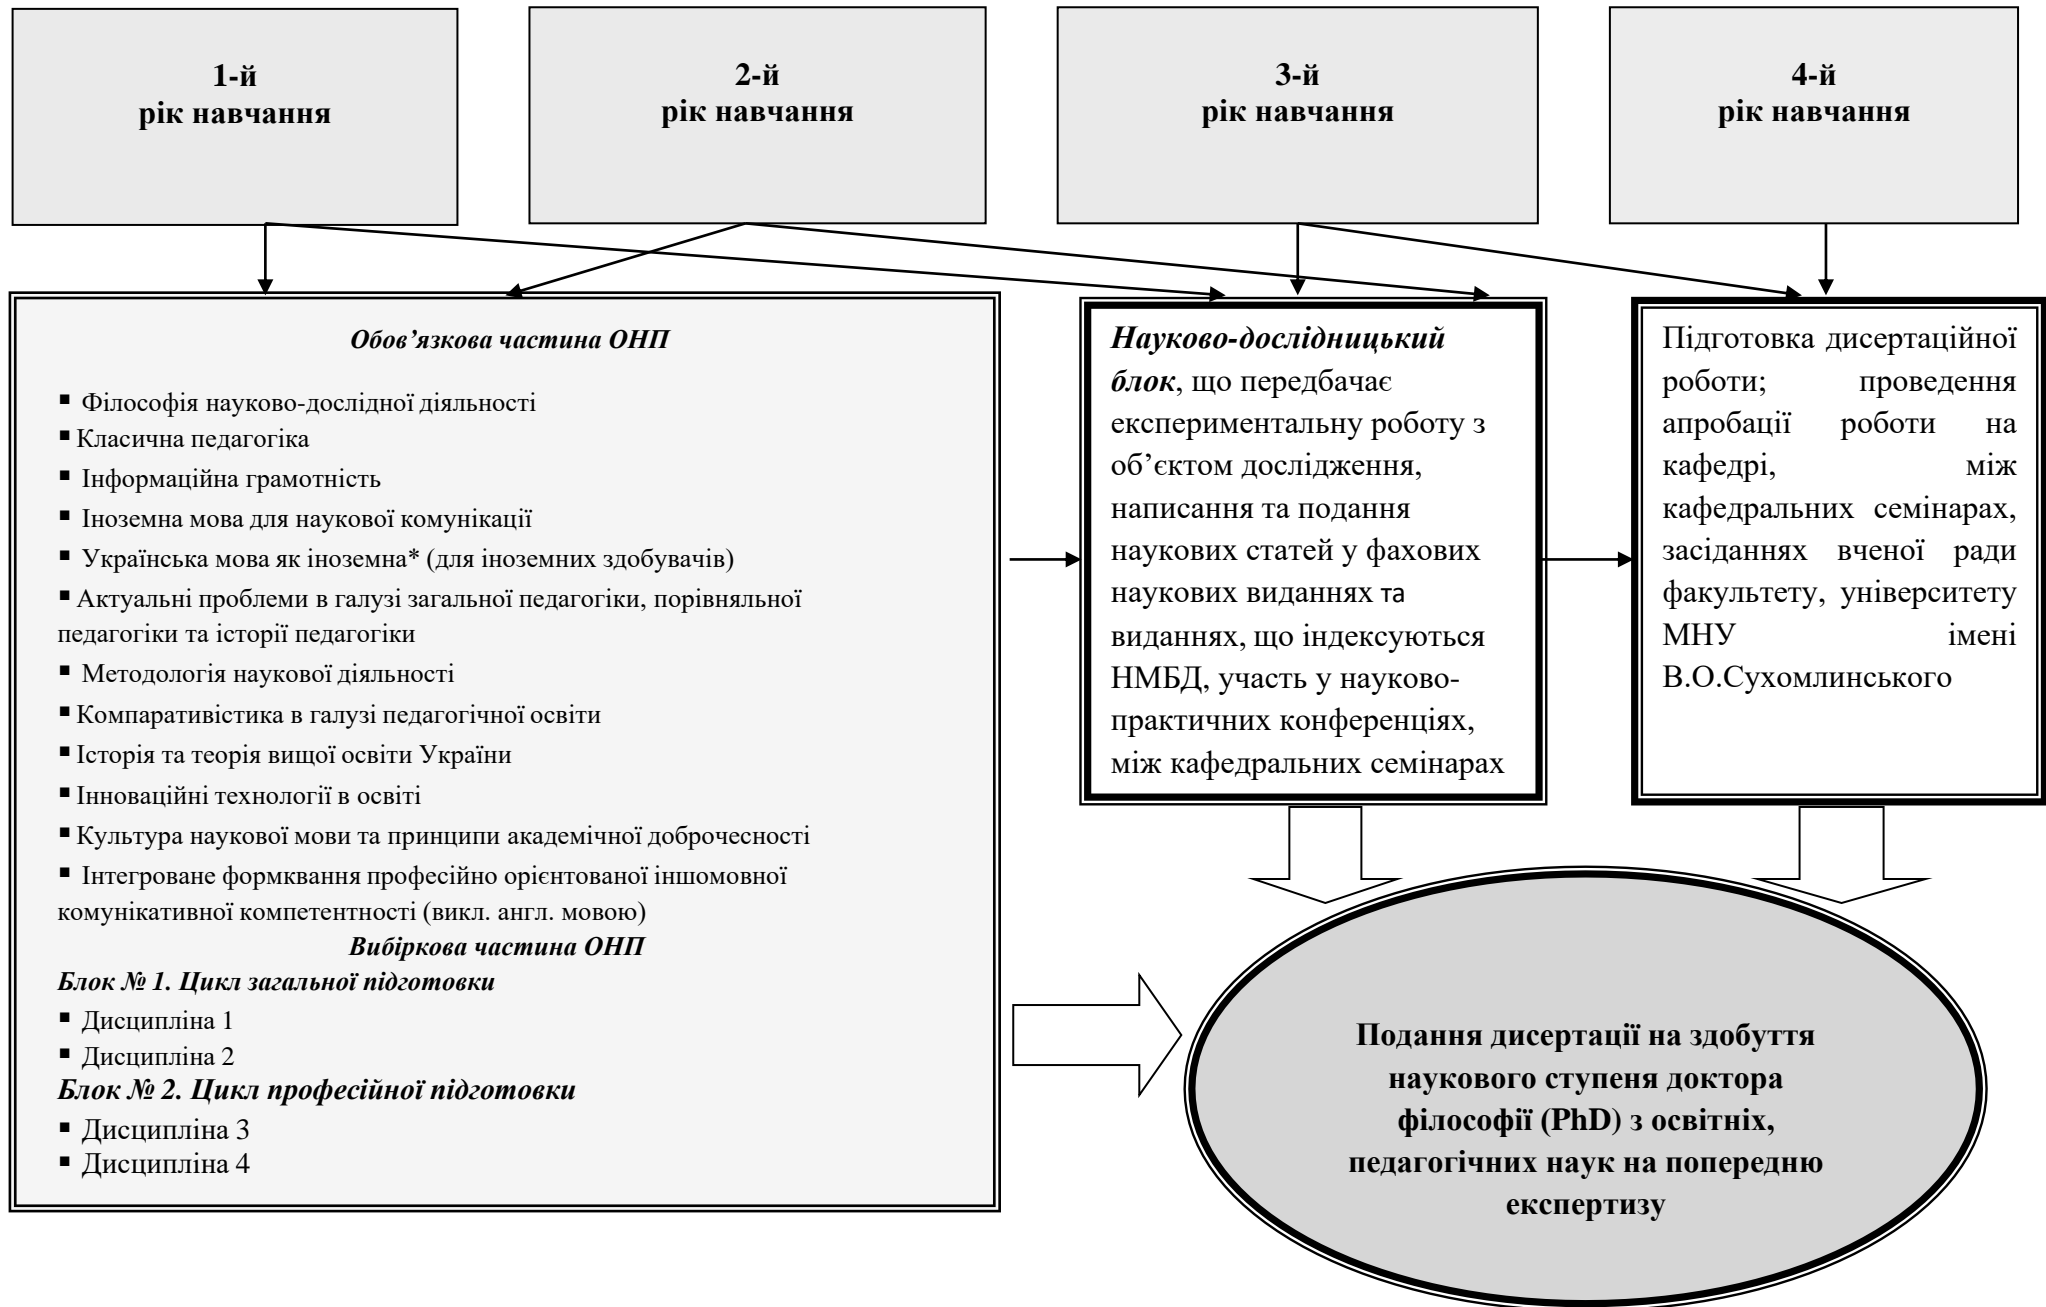 1-й
рік навчання
2-й
рік навчання
3-й
рік навчання
4-й
рік навчання
Обов’язкова частина ОНП
▪ Філософія науково-дослідної діяльності
▪ Класична педагогіка
▪ Інформаційна грамотність
▪ Іноземна мова для наукової комунікації
▪ Українська мова як іноземна* (для іноземних здобувачів)
▪ Актуальні проблеми в галузі загальної педагогіки, порівняльної
педагогіки та історії педагогіки
▪ Методологія наукової діяльності
▪ Компаративістика в галузі педагогічної освіти
▪ Історія та теорія вищої освіти України
▪ Інноваційні технології в освіті
▪ Культура наукової мови та принципи академічної доброчесності
▪ Інтегроване формквання професійно орієнтованої іншомовної
комунікативної компетентності (викл. англ. мовою)
Вибіркова частина ОНП
Блок № 1. Цикл загальної підготовки
▪ Дисципліна 1
▪ Дисципліна 2
Блок № 2. Цикл професійної підготовки
▪ Дисципліна 3
▪ Дисципліна 4
Науково-дослідницький
блок, що передбачає
експериментальну роботу з
об’єктом дослідження,
написання та подання
наукових статей у фахових
наукових виданнях та
виданнях, що індексуються
НМБД, участь у науково-
практичних конференціях,
між кафедральних семінарах
Підготовка дисертаційної
роботи; проведення
апробації роботи на
кафедрі, між
кафедральних семінарах,
засіданнях вченої ради
факультету, університету
МНУ імені
В.О.Сухомлинського
Подання дисертації на здобуття
наукового ступеня доктора
філософії (PhD) з освітніх,
педагогічних наук на попередню
експертизу